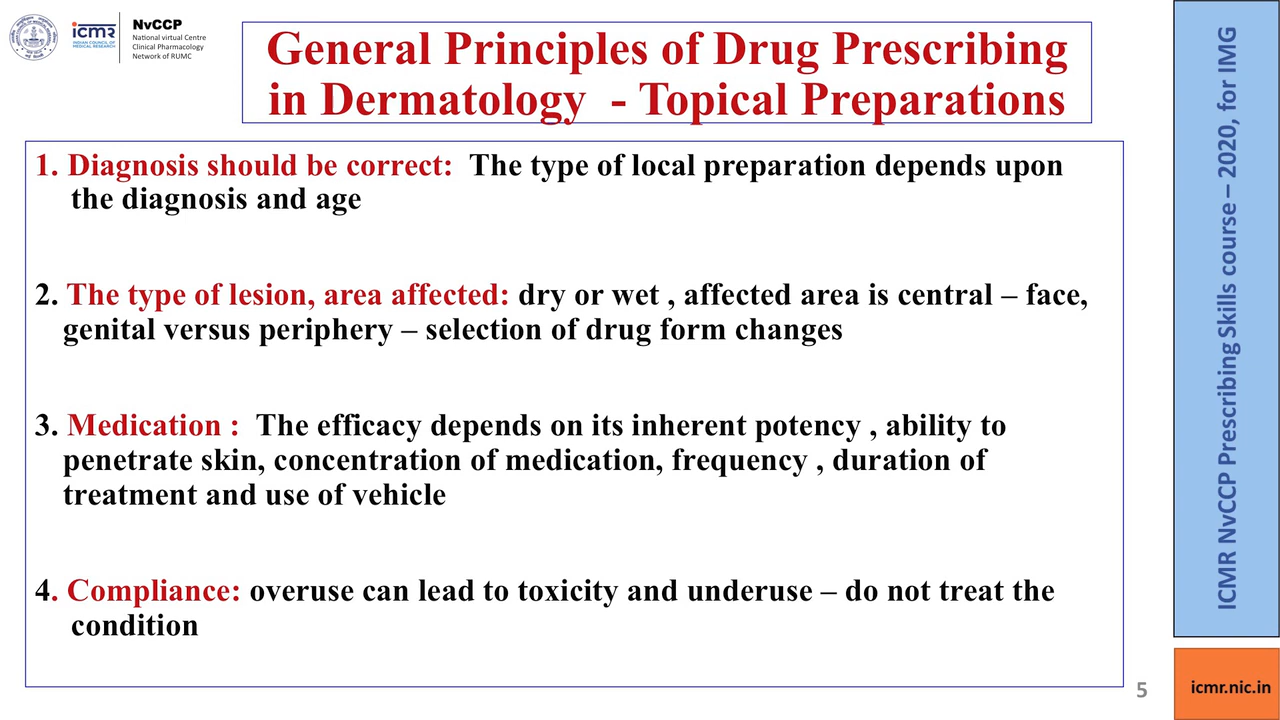 icmr
INDIAN COUNCIL OF
MEDICAL RESEARCH
NvCCP
National virtual Centre
Clinical Pharmacology
Network of RUMC
General Principles of Drug Prescribing
in Dermatology - Topical Preparations
1. Diagnosis should be correct: The type of local preparation depends upon
the diagnosis and age
2. The type of lesion, area affected: dry or wet , affected area is central – face,
genital versus periphery – selection of drug form changes
3. Medication : The efficacy depends on its inherent potency , ability to
penetrate skin, concentration of medication, frequency , duration of
treatment and use of vehicle
4. Compliance: overuse can lead to toxicity and underuse – do not treat the
condition
ICMR NvCCP Prescribing Skills course – 2020, for IMG
5
icmr.nic.in